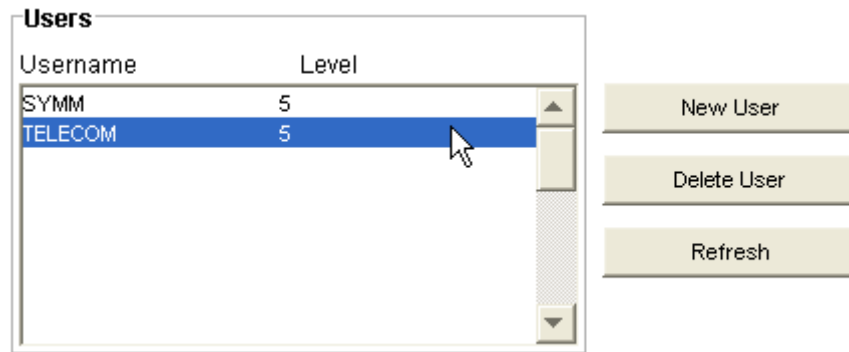 Users
Username Level
SYMM 5
TELECOM 5
New User
Delete User
Refresh